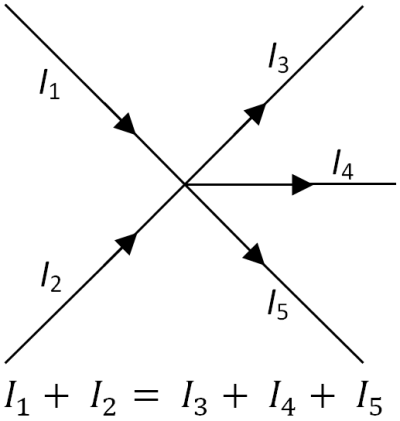 I₃
I₁
I₄
I₂
I₅
I₁ + I₂ = I₃ + I₄ + I₅